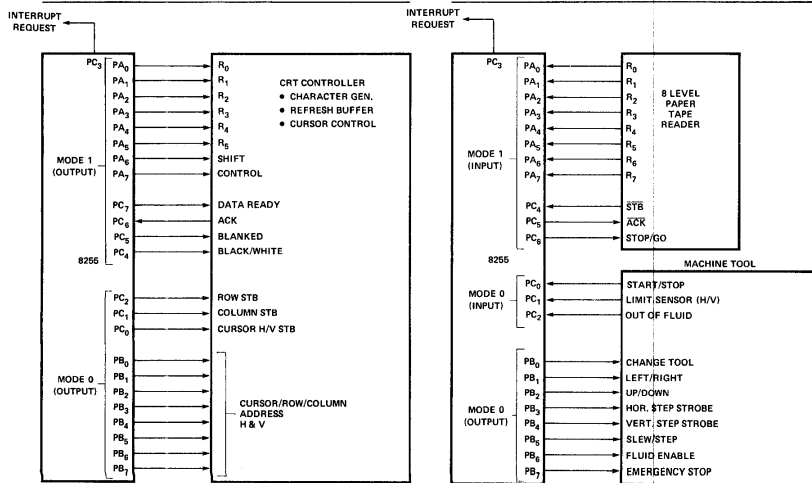 INTERRUPT
REQUEST
PC3
PA0 R0
PA1 R1
PA2 R2
PA3 R3
PA4 R4
PA5 R5
PA6 SHIFT
PA7 CONTROL
MODE 1
(OUTPUT)
CRT CONTROLLER
• CHARACTER GEN.
• REFRESH BUFFER
• CURSOR CONTROL
PC7 DATA READY
PC6 ACK
PC5 BLANKED
PC4 BLACK/WHITE
8255
PC2 ROW STB
PC1 COLUMN STB
PC0 CURSOR H/V STB
MODE 0
(OUTPUT)
PB0
PB1
PB2
PB3
PB4
PB5
PB6
PB7
CURSOR/ROW/COLUMN
ADDRESS
H & V
INTERRUPT
REQUEST
PC3
PA0 R0
PA1 R1
PA2 R2
PA3 R3
PA4 R4
PA5 R5
PA6 R6
PA7 R7
MODE 1
(INPUT)
8 LEVEL
PAPER
TAPE
READER
PC4 STB
PC5 ACK
PC6 STOP/GO
8255
MACHINE TOOL
MODE 0
(INPUT)
PC0 START/STOP
PC1 LIMIT SENSOR (H/V)
PC2 OUT OF FLUID
MODE 0
(OUTPUT)
PB0 CHANGE TOOL
PB1 LEFT/RIGHT
PB2 UP/DOWN
PB3 HOR. STEP STROBE
PB4 VERT. STEP STROBE
PB5 SLEW/STEP
PB6 FLUID ENABLE
PB7 EMERGENCY STOP